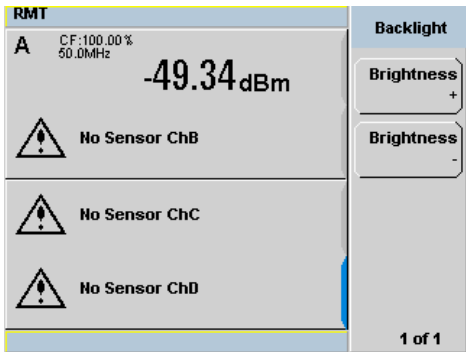 RMT
A
CF:100.00%
50.0MHz
-49.34dBm
No Sensor ChB
No Sensor ChC
No Sensor ChD
Backlight
Brightness
+
Brightness
-
1 of 1